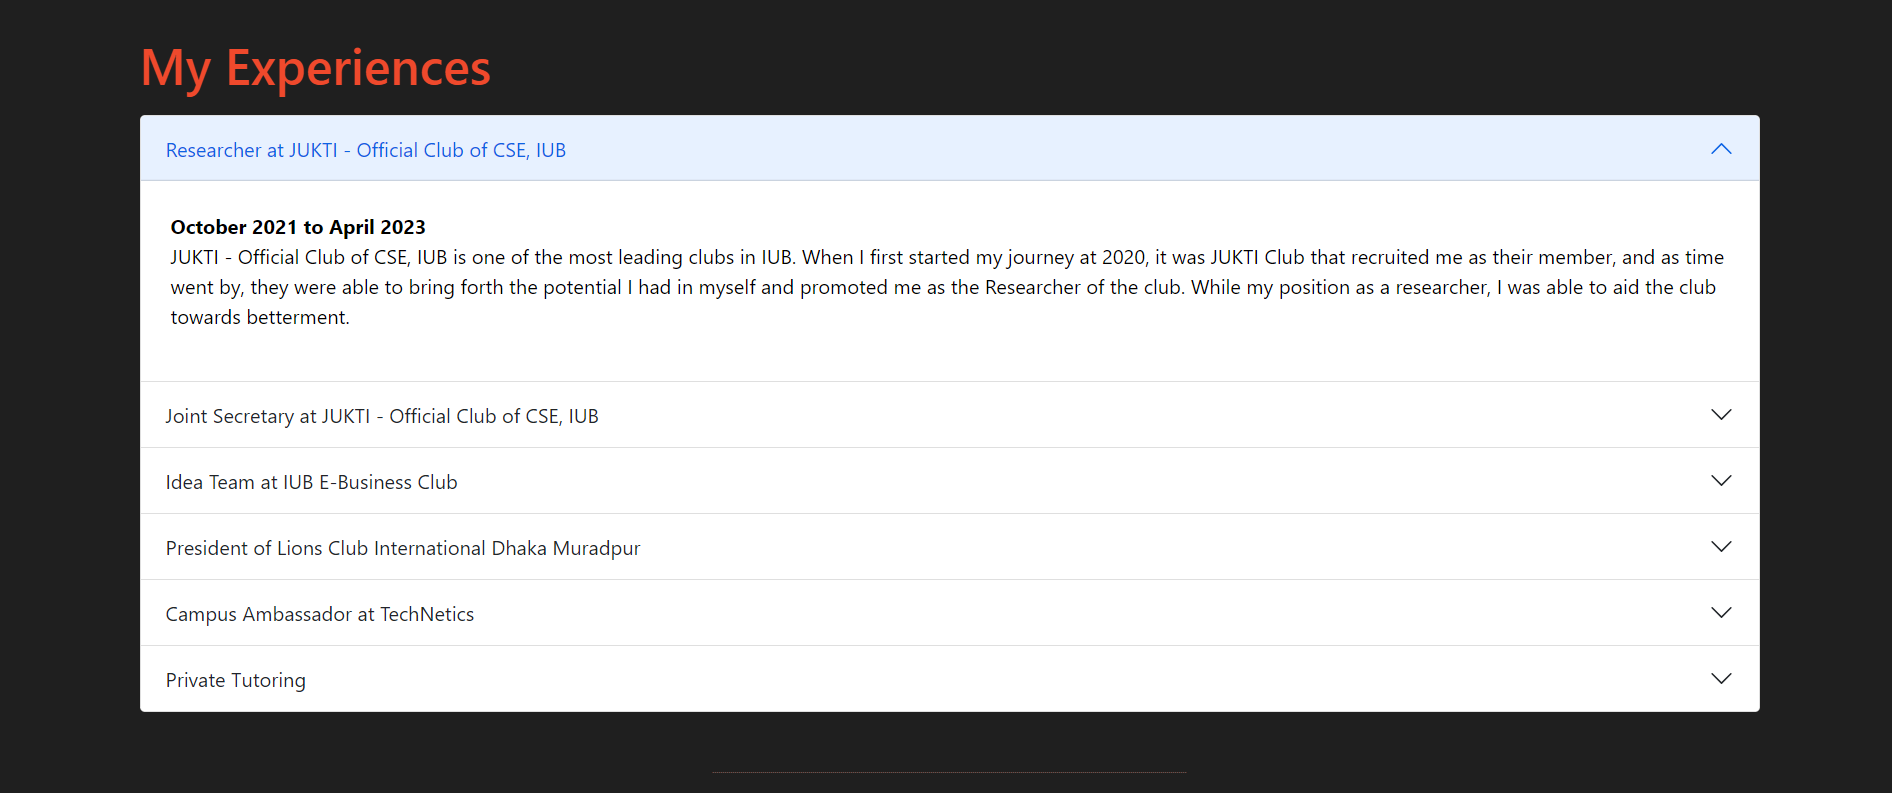 My Experiences
Researcher at JUKTI - Official Club of CSE, IUB
October 2021 to April 2023
JUKTI - Official Club of CSE, IUB is one of the most leading clubs in IUB. When I first started my journey at 2020, it was JUKTI Club that recruited me as their member, and as time
went by, they were able to bring forth the potential I had in myself and promoted me as the Researcher of the club. While my position as a researcher, I was able to aid the club
towards betterment.
Joint Secretary at JUKTI - Official Club of CSE, IUB
Idea Team at IUB E-Business Club
President of Lions Club International Dhaka Muradpur
Campus Ambassador at TechNetics
Private Tutoring